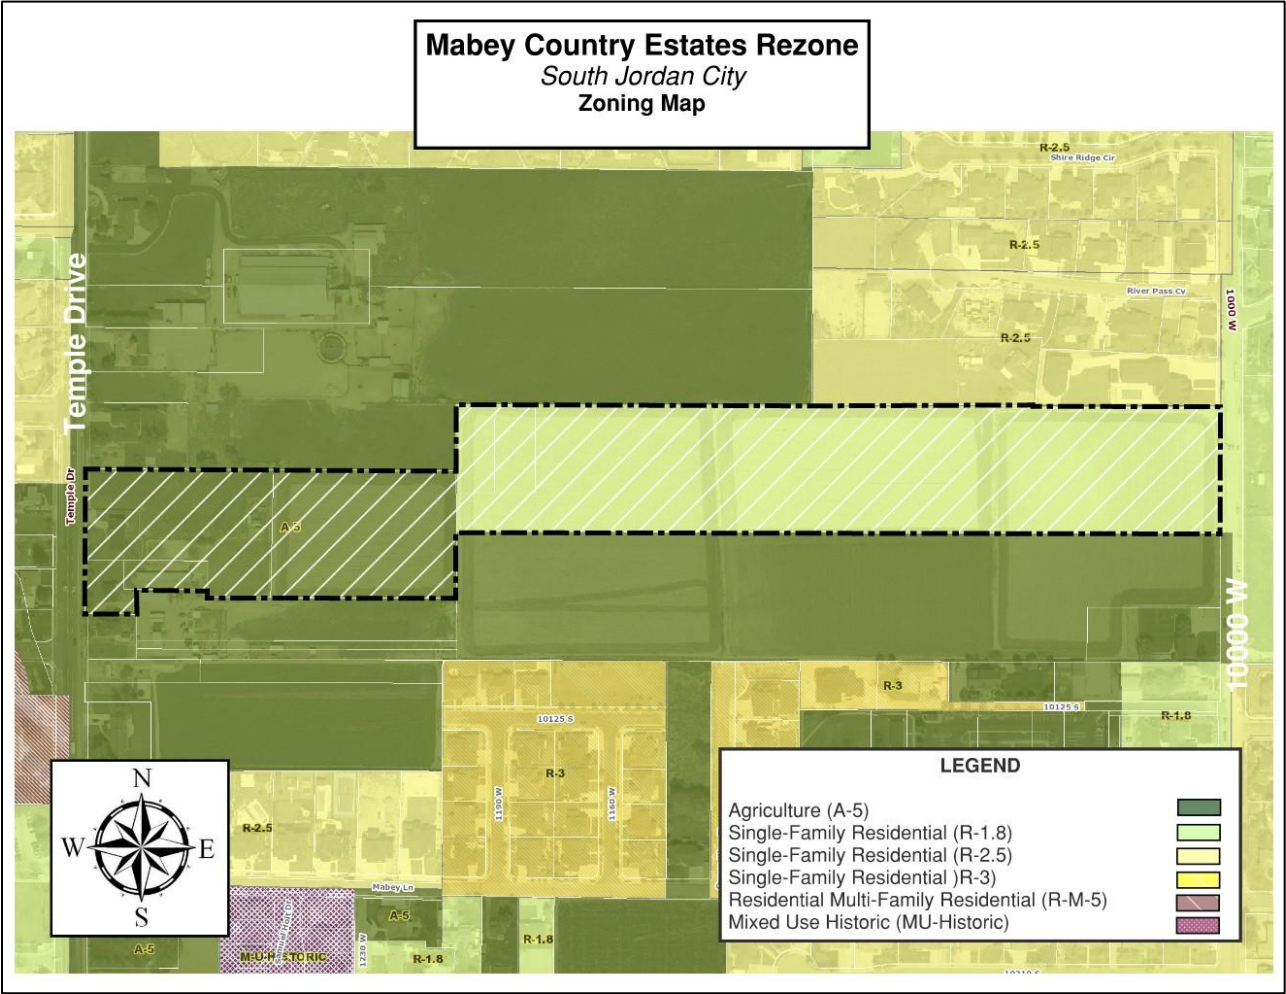 Mabey Country Estates Rezone
South Jordan City
Zoning Map
R-2.5
Shire Ridge Cir
R-2.5
River Pass Cv
1000 W
R-2.5
Temple Drive
Temple Dr
A-5
10000 W
R-3
10125 S
R-1.8
10125 S
R-3
1190 W
1160 W
R-2.5
Mabey Ln
A-5
R-1.8
A-5
MU-HISTORIC
1230 W
R-1.8
10210 S
N
W
E
S
LEGEND
Agriculture (A-5)
Single-Family Residential (R-1.8)
Single-Family Residential (R-2.5)
Single-Family Residential )R-3)
Residential Multi-Family Residential (R-M-5)
Mixed Use Historic (MU-Historic)